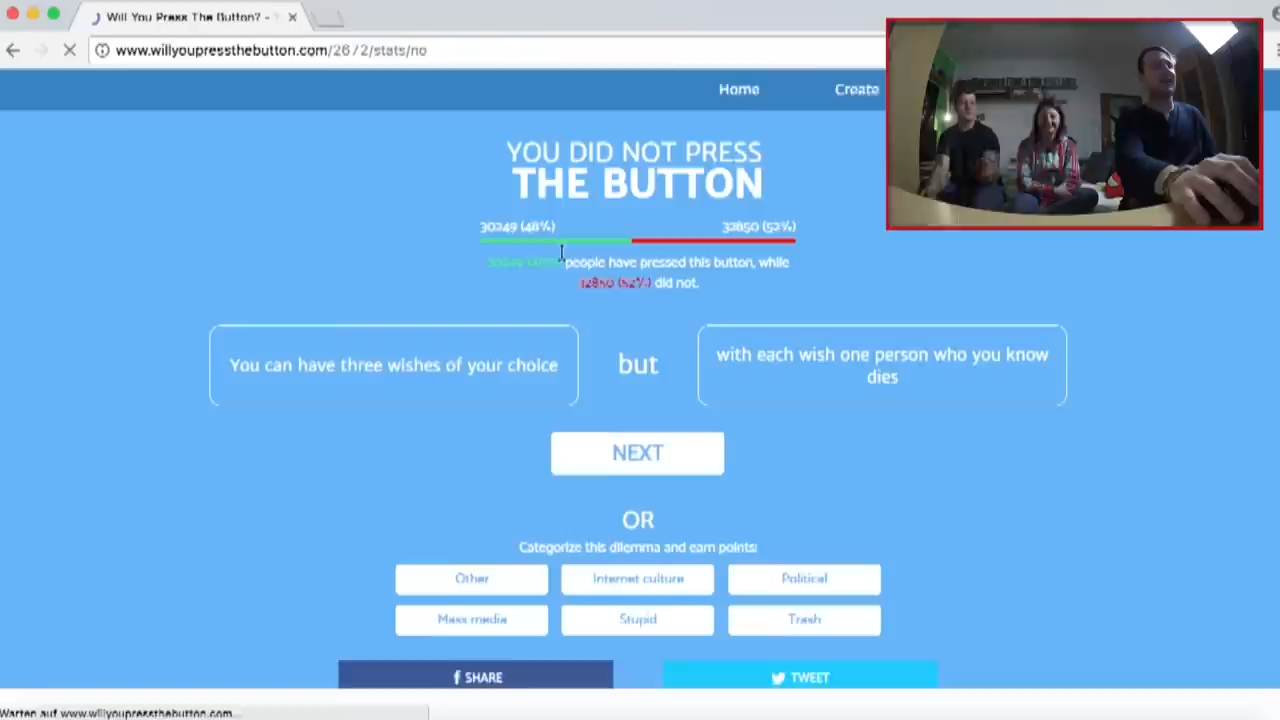 Will You Press The Button? -
www.willyoupressthebutton.com/2672/stats/no
Home
Create
YOU DID NOT PRESS
THE BUTTON
30249 (48%)
32850 (52%)
people have pressed this button, while
32850 (52%) did not.
You can have three wishes of your choice
but
with each wish one person who you know
dies
NEXT
OR
Categorize this dilemma and earn points:
Other
Internet culture
Political
Mass media
Stupid
Trash
f SHARE
TWEET
Warten auf www.willyoupressthebutton.com...